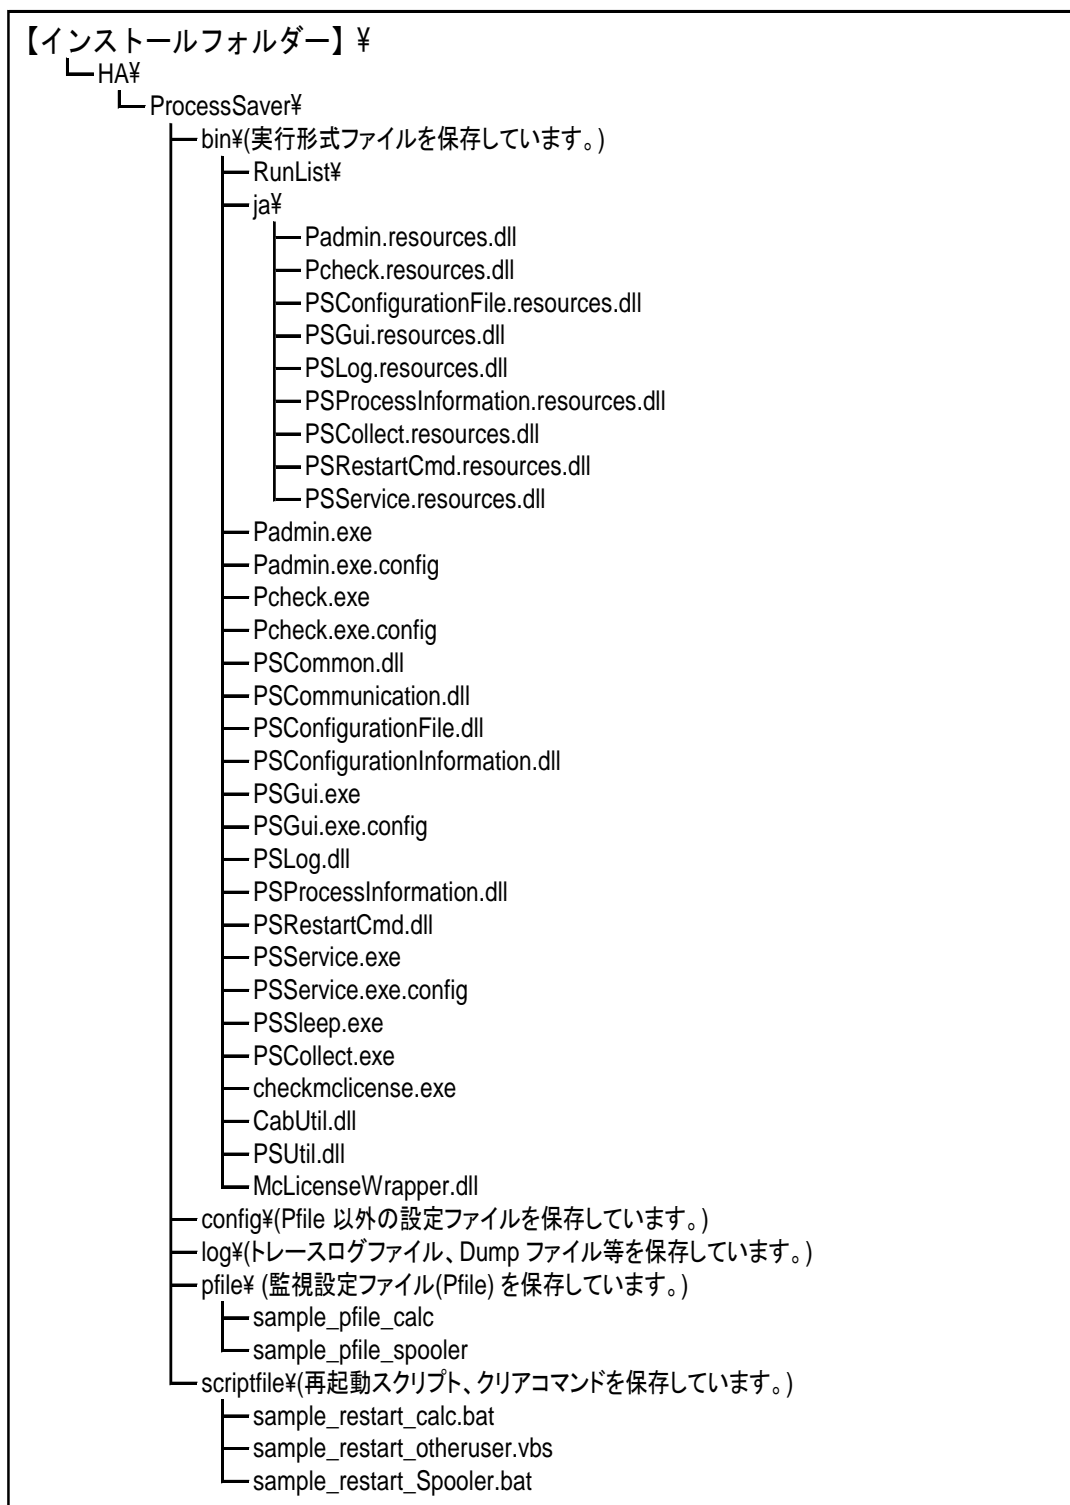 【インストールフォルダー】¥
HA¥
ProcessSaver¥
bin¥(実行形式ファイルを保存しています。)
RunList¥
ja¥
Padmin.resources.dll
Pcheck.resources.dll
PSConfigurationFile.resources.dll
PSGui.resources.dll
PSLog.resources.dll
PSProcessInformation.resources.dll
PSCollect.resources.dll
PSRestartCmd.resources.dll
PSService.resources.dll
Padmin.exe
Padmin.exe.config
Pcheck.exe
Pcheck.exe.config
PSCommon.dll
PSCommunication.dll
PSConfigurationFile.dll
PSConfigurationInformation.dll
PSGui.exe
PSGui.exe.config
PSLog.dll
PSProcessInformation.dll
PSRestartCmd.dll
PSService.exe
PSService.exe.config
PSSleep.exe
PSCollect.exe
checkmclicense.exe
CabUtil.dll
PSUtil.dll
McLicenseWrapper.dll
config¥(Pfile 以外の設定ファイルを保存しています。)
log¥(トレースログファイル、Dump ファイル等を保存しています。)
pfile¥ (監視設定ファイル(Pfile) を保存しています。)
sample_pfile_calc
sample_pfile_spooler
scriptfile¥(再起動スクリプト、クリアコマンドを保存しています。)
sample_restart_calc.bat
sample_restart_otheruser.vbs
sample_restart_Spooler.bat